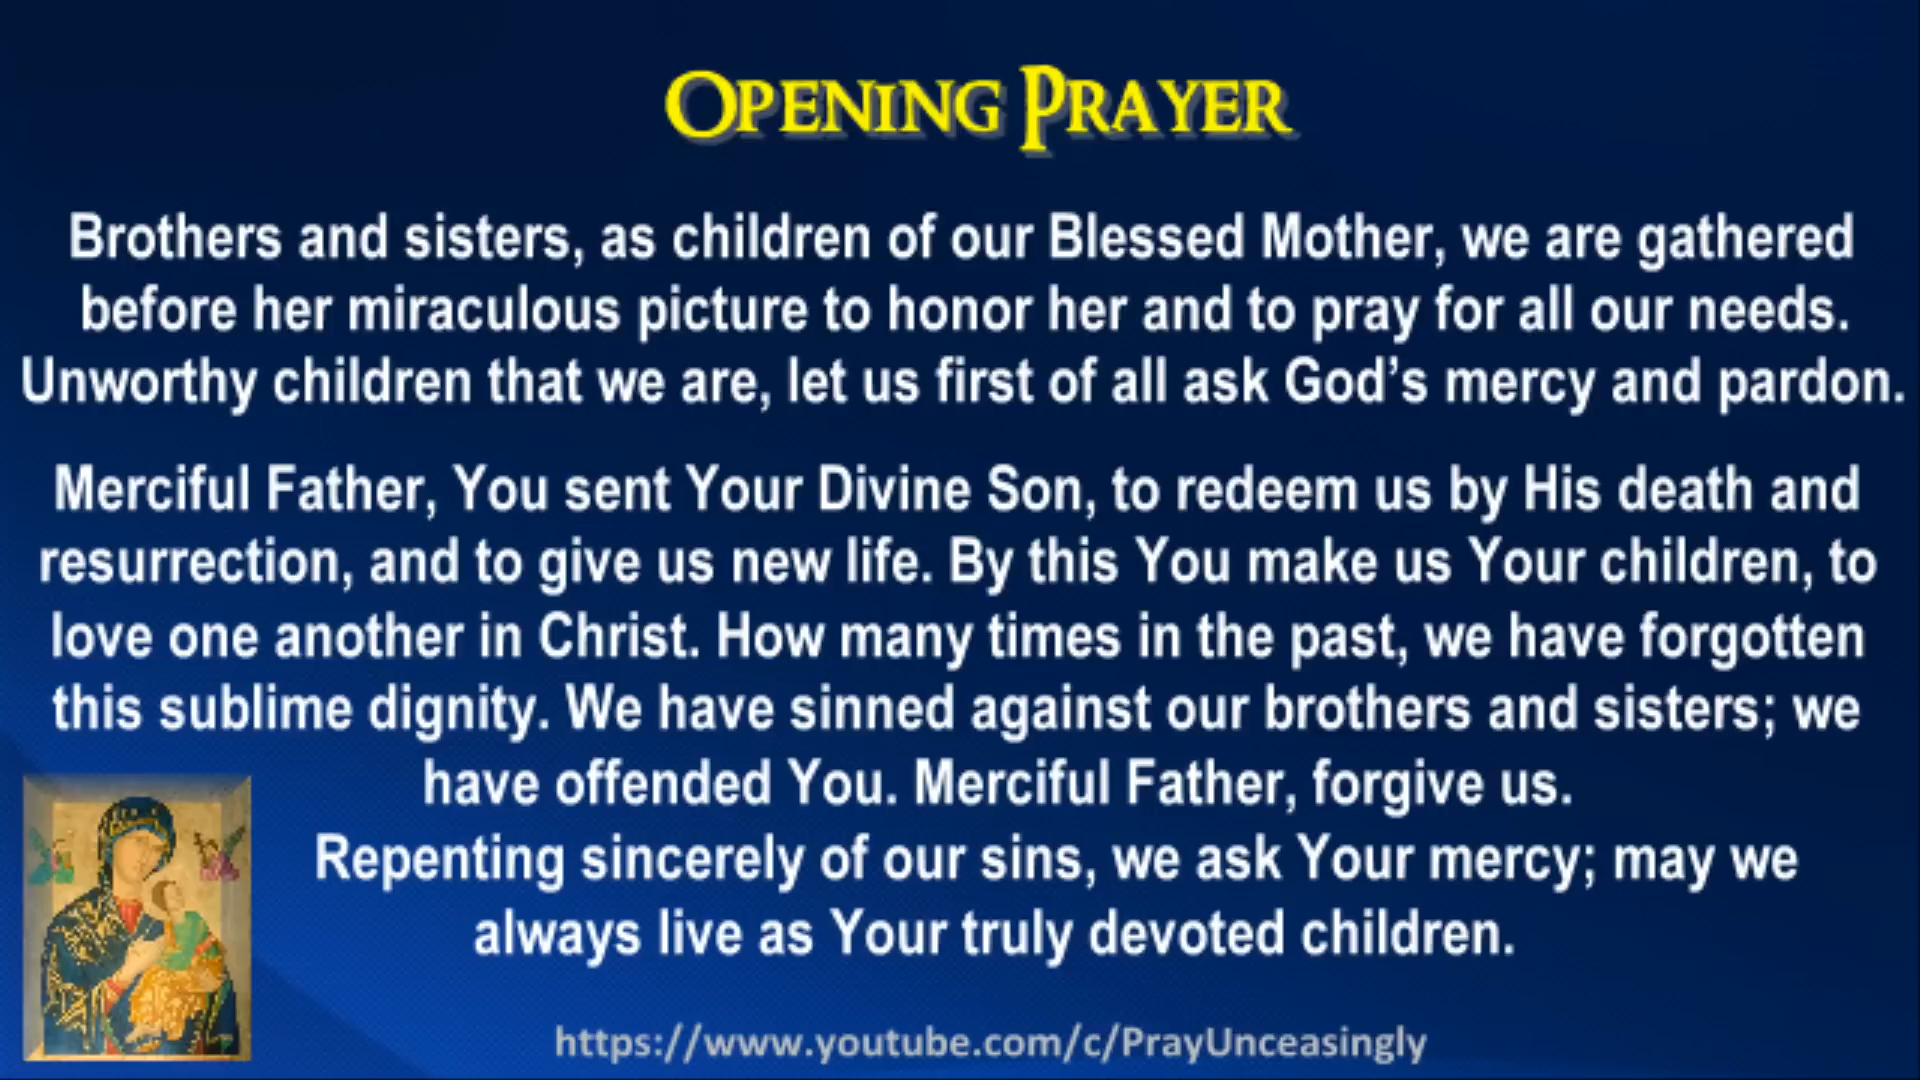 OPENING PRAYER
Brothers and sisters, as children of our Blessed Mother, we are gathered
before her miraculous picture to honor her and to pray for all our needs.
Unworthy children that we are, let us first of all ask God’s mercy and pardon.
Merciful Father, You sent Your Divine Son, to redeem us by His death and
resurrection, and to give us new life. By this You make us Your children, to
love one another in Christ. How many times in the past, we have forgotten
this sublime dignity. We have sinned against our brothers and sisters; we
have offended You. Merciful Father, forgive us.
Repenting sincerely of our sins, we ask Your mercy; may we
always live as Your truly devoted children.
https://www.youtube.com/c/PrayUnceasingly